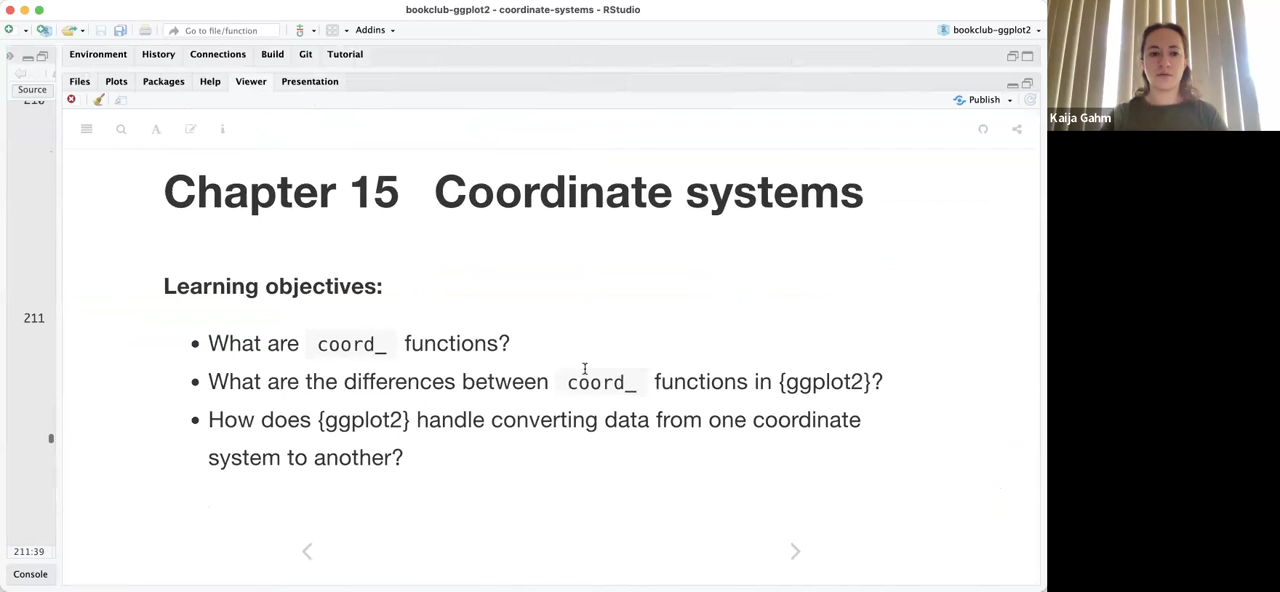 bookclub-ggplot2 - coordinate-systems - RStudio
Go to file/function
Addins
bookclub-ggplot2
Environment History Connections Build Git Tutorial
Files Plots Packages Help Viewer Presentation
Source
Publish
Kaija Gahm
Chapter 15 Coordinate systems
Learning objectives:
• What are coord_ functions?
211
• What are the differences between coord_ functions in {ggplot2}?
• How does {ggplot2} handle converting data from one coordinate
system to another?
211:39
Console